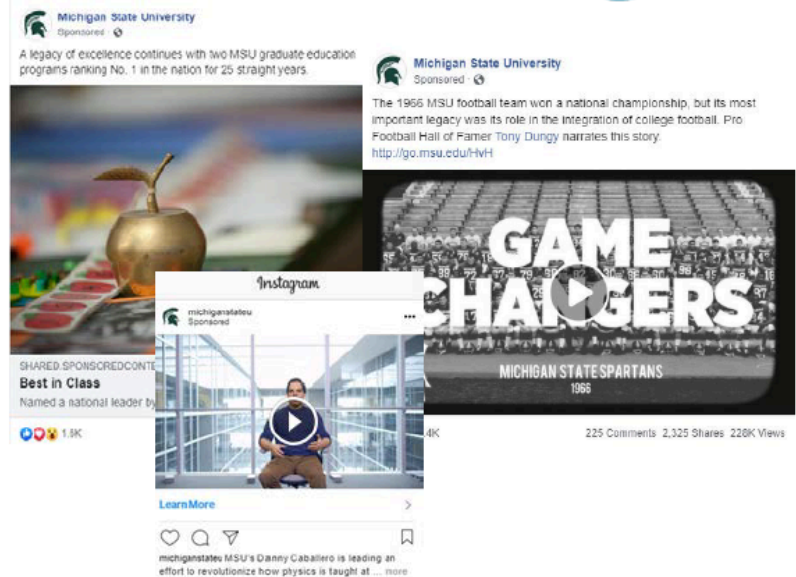 Michigan State University
Sponsored
A legacy of excellence continues with two MSU graduate education
programs ranking No. 1 in the nation for 25 straight years.
SHARED.SPONSOREDCONTE
Best in Class
Named a national leader by
1.5K
Michigan State University
Sponsored
The 1966 MSU football team won a national championship, but its most
important legacy was its role in the integration of college football. Pro
Football Hall of Famer Tony Dungy narrates this story.
http://go.msu.edu/HvH
GAME
CHANGERS
MICHIGAN STATE SPARTANS
1966
.4K
225 Comments 2,325 Shares 228K Views
Instagram
michiganstateu
Sponsored
Learn More
michiganstateu MSU's Danny Caballero is leading an
effort to revolutionize how physics is taught at ... more